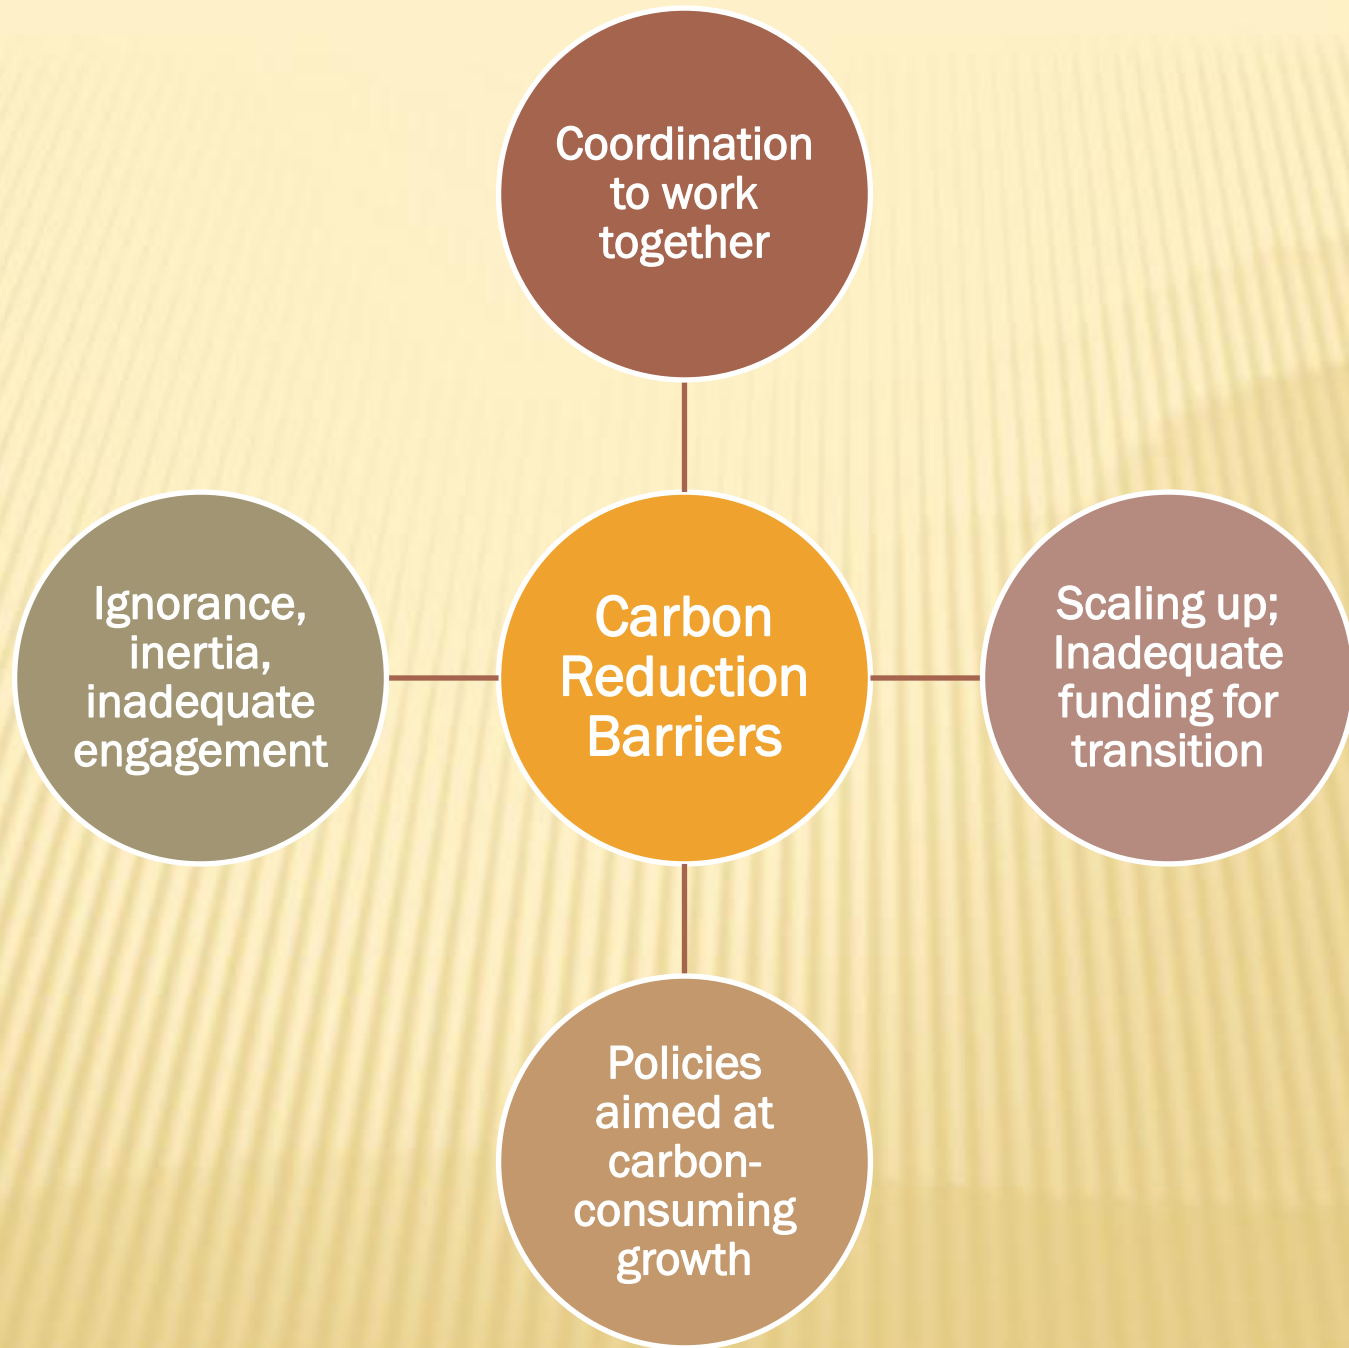 Coordination
to work
together
Ignorance,
inertia,
inadequate
engagement
Carbon
Reduction
Barriers
Scaling up;
Inadequate
funding for
transition
Policies
aimed at
carbon-
consuming
growth